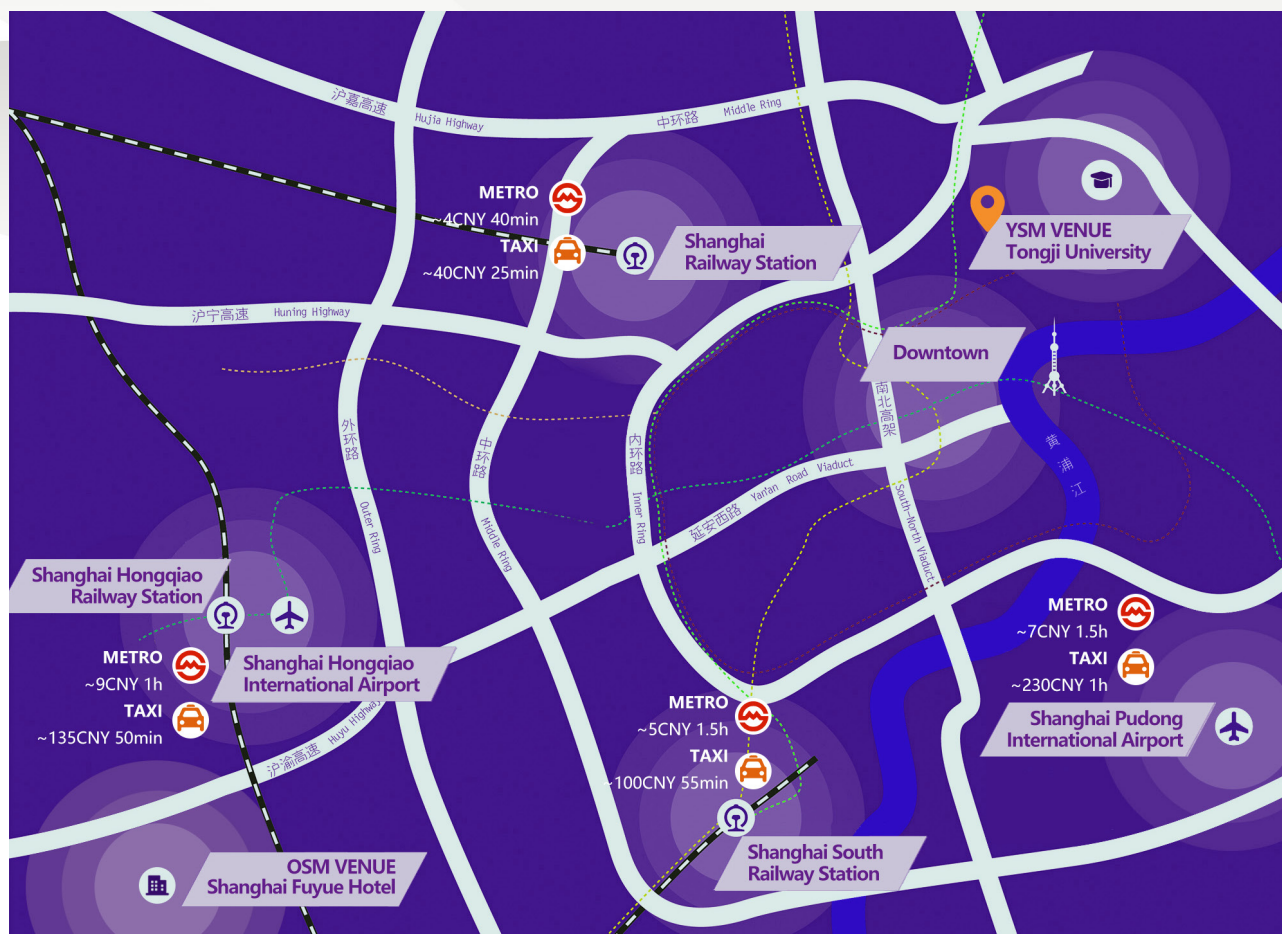 沪嘉高速 Hujia Highway
中环路 Middle Ring
METRO
~4CNY 40min
TAXI
~40CNY 25min
Shanghai
Railway Station
YSM VENUE
Tongji University
沪宁高速 Huning Highway
Downtown
南北高架
South-North Viaduct
外环路
Outer Ring
中环路
Middle Ring
内环路
Inner Ring
延安西路 Yan'an Road Viaduct
黄浦江
Shanghai Hongqiao
Railway Station
METRO
~9CNY 1h
TAXI
~135CNY 50min
Shanghai Hongqiao
International Airport
沪渝高速 Huyu Highway
METRO
~5CNY 1.5h
TAXI
~100CNY 55min
Shanghai South
Railway Station
METRO
~7CNY 1.5h
TAXI
~230CNY 1h
Shanghai Pudong
International Airport
OSM VENUE
Shanghai Fuyue Hotel